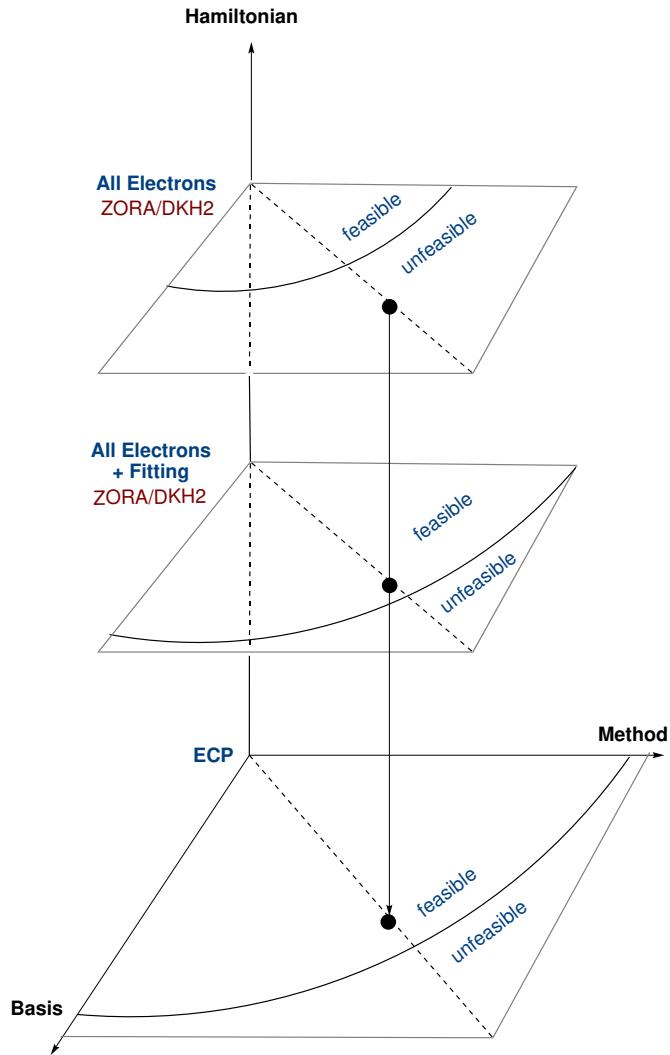 Hamiltonian
All Electrons
ZORA/DKH2
feasible
unfeasible
All Electrons
+ Fitting
ZORA/DKH2
feasible
unfeasible
Method
ECP
feasible
unfeasible
Basis